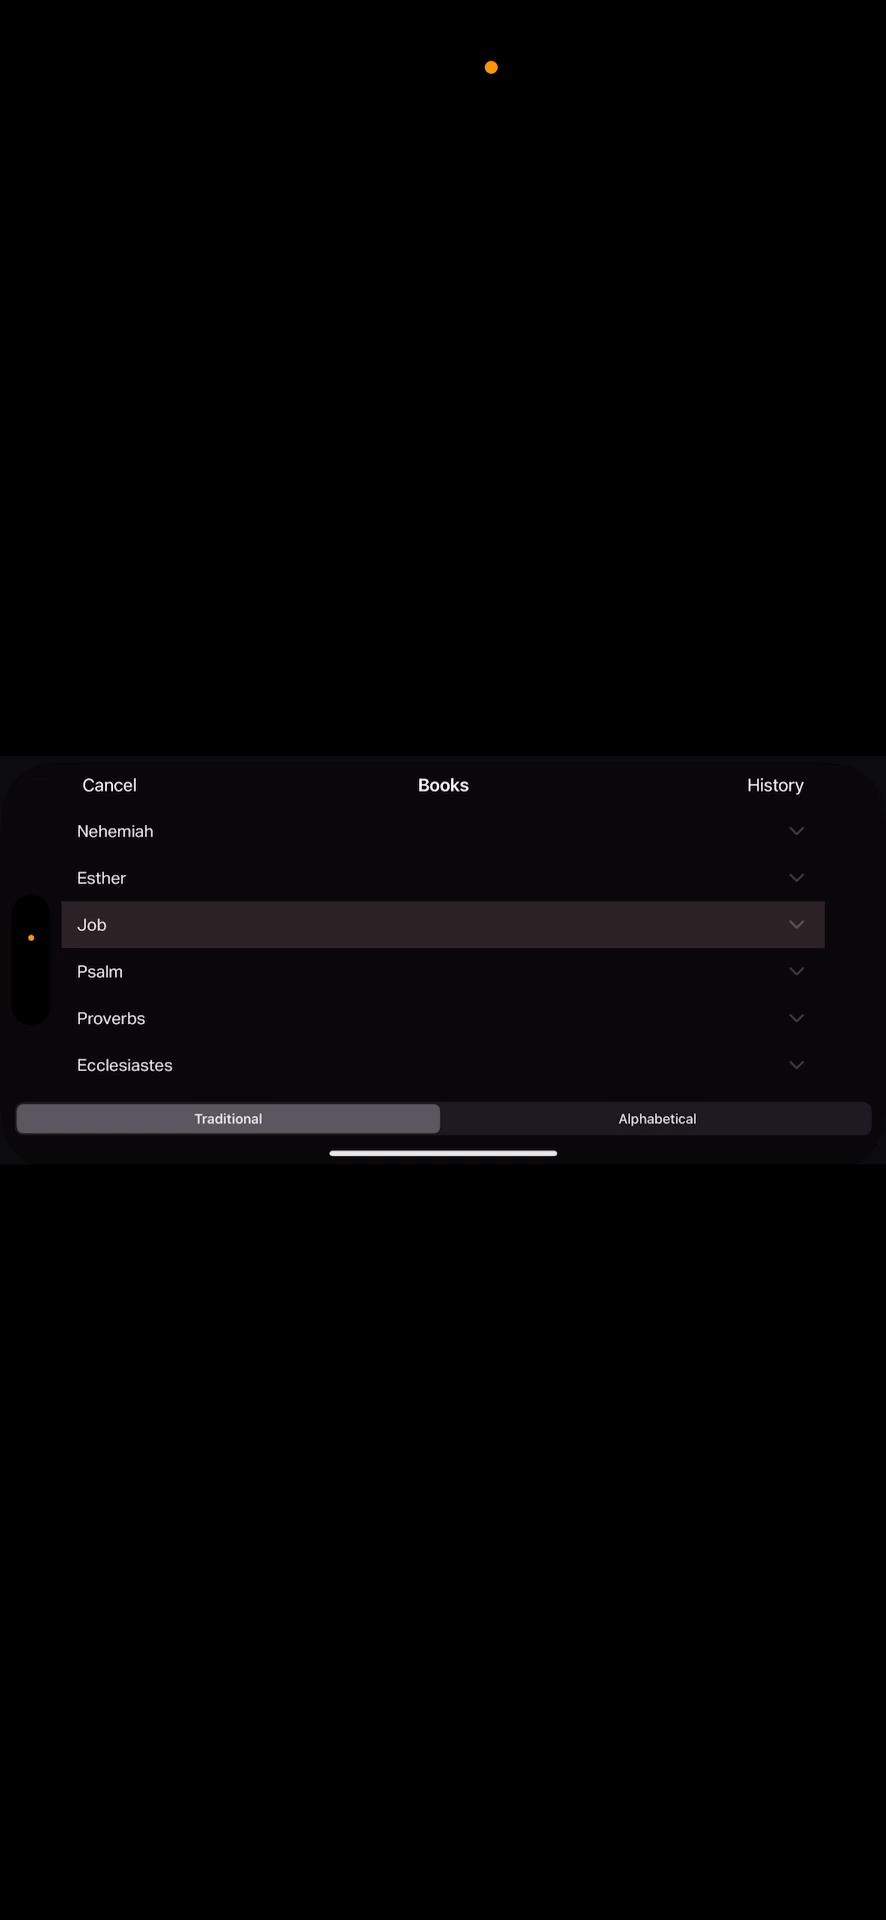 Cancel Books History
Nehemiah
Esther
Job
Psalm
Proverbs
Ecclesiastes
Traditional Alphabetical